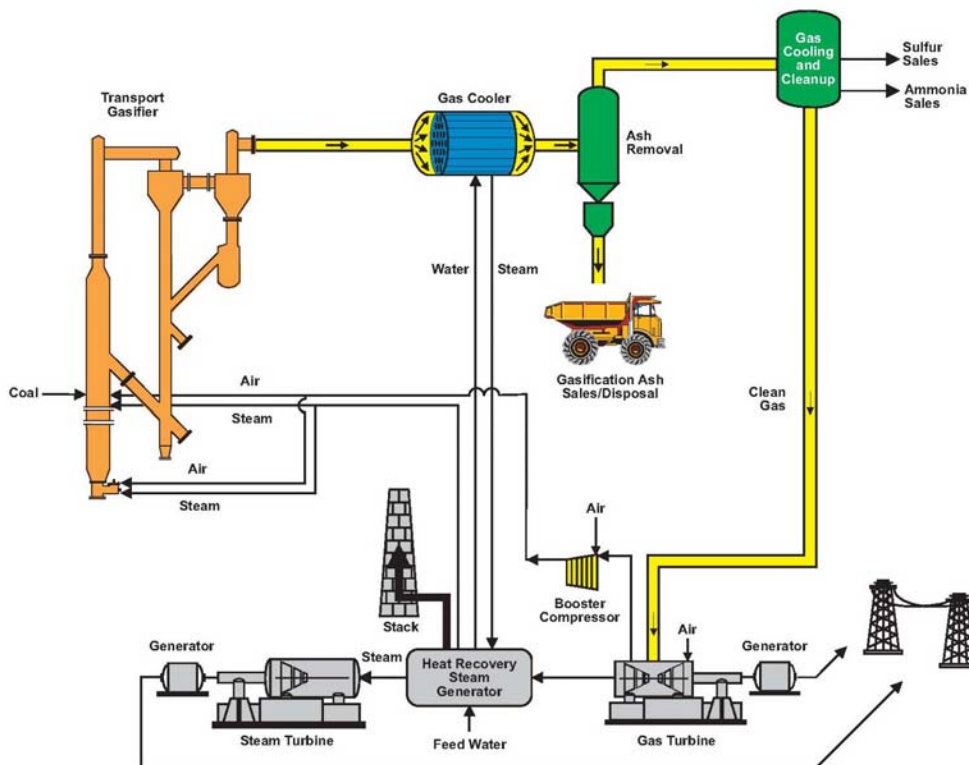 Gas
Cooling
and
Cleanup
Sulfur
Sales
Ammonia
Sales
Transport
Gasifier
Gas Cooler
Ash
Removal
Water
Steam
Gasification Ash
Sales/Disposal
Clean
Gas
Coal
Air
Steam
Air
Steam
Air
Booster
Compressor
Stack
Air
Generator
Steam
Heat Recovery
Steam
Generator
Generator
Steam Turbine
Feed Water
Gas Turbine